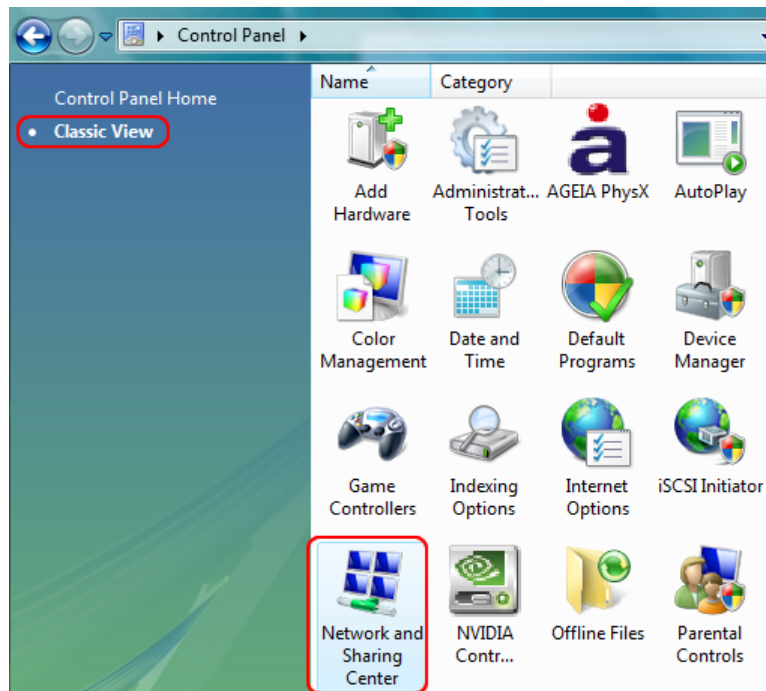 Control Panel
Name Category
Control Panel Home
Classic View
Add
Hardware
Administrat...
Tools
AGEIA PhysX
AutoPlay
Color
Management
Date and
Time
Default
Programs
Device
Manager
Game
Controllers
Indexing
Options
Internet
Options
iSCSI Initiator
Network and
Sharing
Center
NVIDIA
Contr...
Offline Files
Parental
Controls